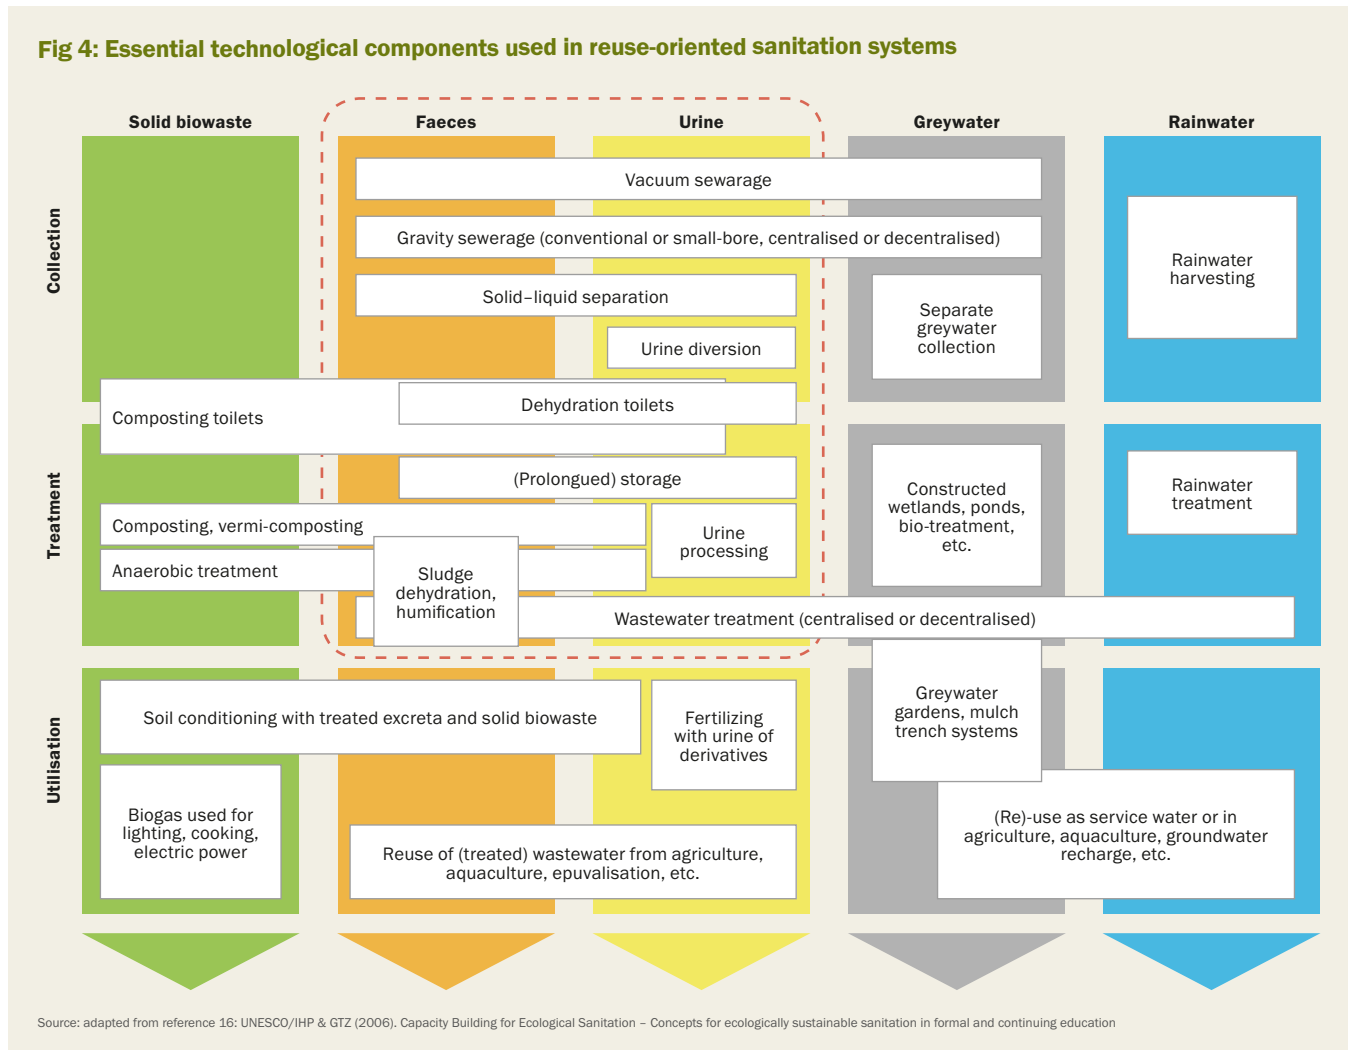 Fig 4: Essential technological components used in reuse-oriented sanitation systems
Solid biowaste
Faeces
Urine
Greywater
Rainwater
Collection
Vacuum sewarage
Gravity sewerage (conventional or small-bore, centralised or decentralised)
Solid–liquid separation
Urine diversion
Separate
greywater
collection
Rainwater
harvesting
Composting toilets
Dehydration toilets
Treatment
(Prolongued) storage
Composting, vermi-composting
Anaerobic treatment
Sludge
dehydration,
humification
Urine
processing
Constructed
wetlands, ponds,
bio-treatment,
etc.
Rainwater
treatment
Wastewater treatment (centralised or decentralised)
Utilisation
Soil conditioning with treated excreta and solid biowaste
Fertilizing
with urine of
derivatives
Greywater
gardens, mulch
trench systems
Biogas used for
lighting, cooking,
electric power
Reuse of (treated) wastewater from agriculture,
aquaculture, epuvalisation, etc.
(Re)-use as service water or in
agriculture, aquaculture, groundwater
recharge, etc.
Source: adapted from reference 16: UNESCO/IHP & GTZ (2006). Capacity Building for Ecological Sanitation – Concepts for ecologically sustainable sanitation in formal and continuing education